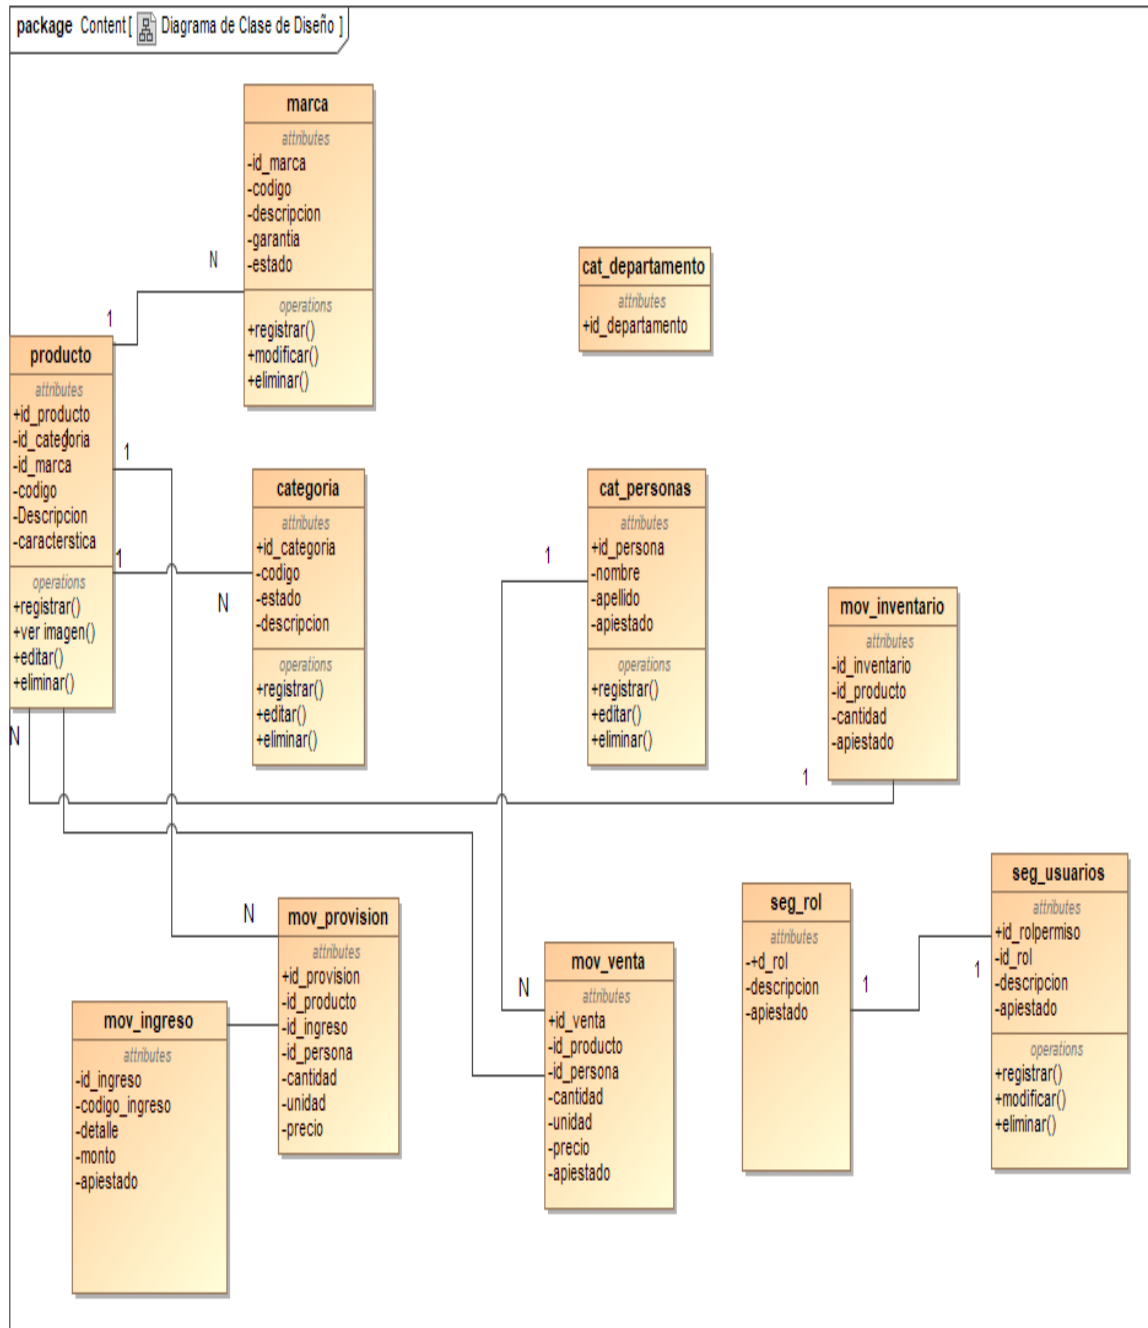 package Content [ Diagrama de Clase de Diseño ]
marca
attributes
-id_marca
-codigo
-descripcion
-garantia
-estado
operations
+registrar()
+modificar()
+eliminar()
N
1
cat_departamento
attributes
+id_departamento
producto
attributes
+id_producto
-id_categoria
-id_marca
-codigo
-Descripcion
-caracterstica
operations
+registrar()
+ver imagen()
+editar()
+eliminar()
1
1
N
N
categoria
attributes
+id_categoria
-codigo
-estado
-descripcion
operations
+registrar()
+editar()
+eliminar()
cat_personas
attributes
+id_persona
-nombre
-apellido
-apiestado
operations
+registrar()
+editar()
+eliminar()
1
mov_inventario
attributes
-id_inventario
-id_producto
-cantidad
-apiestado
1
N
mov_provision
attributes
+id_provision
-id_producto
-id_ingreso
-id_persona
-cantidad
-unidad
-precio
mov_ingreso
attributes
-id_ingreso
-codigo_ingreso
-detalle
-monto
-apiestado
N
mov_venta
attributes
+id_venta
-id_producto
-id_persona
-cantidad
-unidad
-precio
-apiestado
seg_rol
attributes
-+d_rol
-descripcion
-apiestado
1
1
seg_usuarios
attributes
+id_rolpermiso
-id_rol
-descripcion
-apiestado
operations
+registrar()
+modificar()
+eliminar()